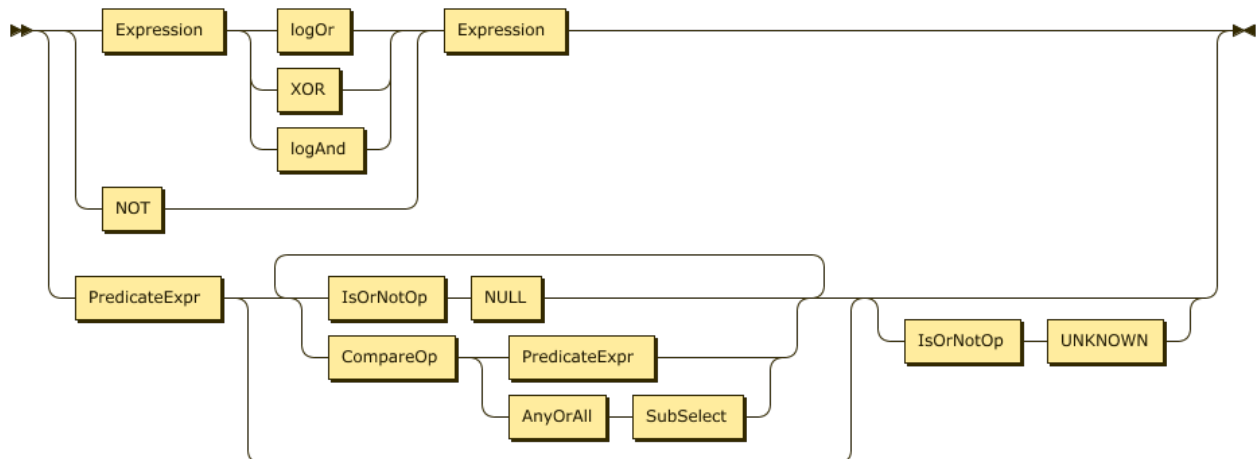 Expression logOr Expression
XOR
logAnd
NOT
PredicateExpr IsOrNotOp NULL
IsOrNotOp UNKNOWN
CompareOp PredicateExpr
AnyOrAll SubSelect